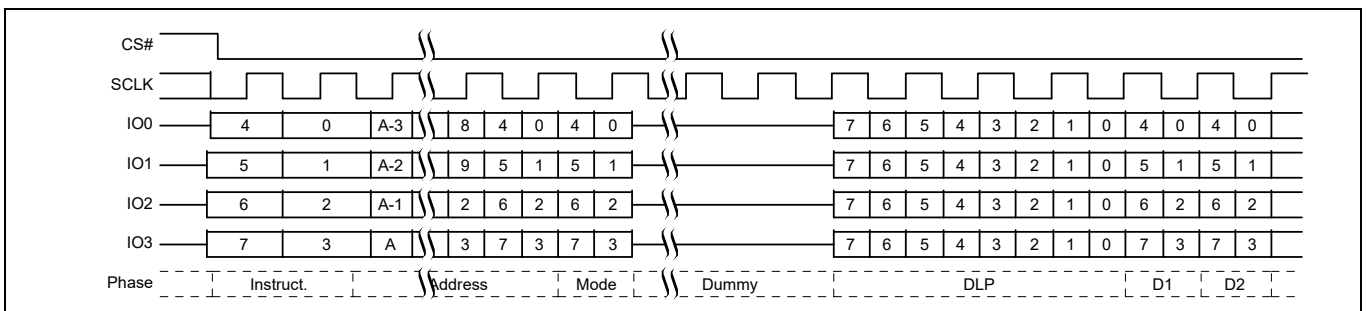 CS#
SCLK
IO0 4 0 A-3 8 4 0 4 0 7 6 5 4 3 2 1 0 4 0 4 0
IO1 5 1 A-2 9 5 1 5 1 7 6 5 4 3 2 1 0 5 1 5 1
IO2 6 2 A-1 2 6 2 6 2 7 6 5 4 3 2 1 0 6 2 6 2
IO3 7 3 A 3 7 3 7 3 7 6 5 4 3 2 1 0 7 3 7 3
Phase Instruct. Address Mode Dummy DLP D1 D2